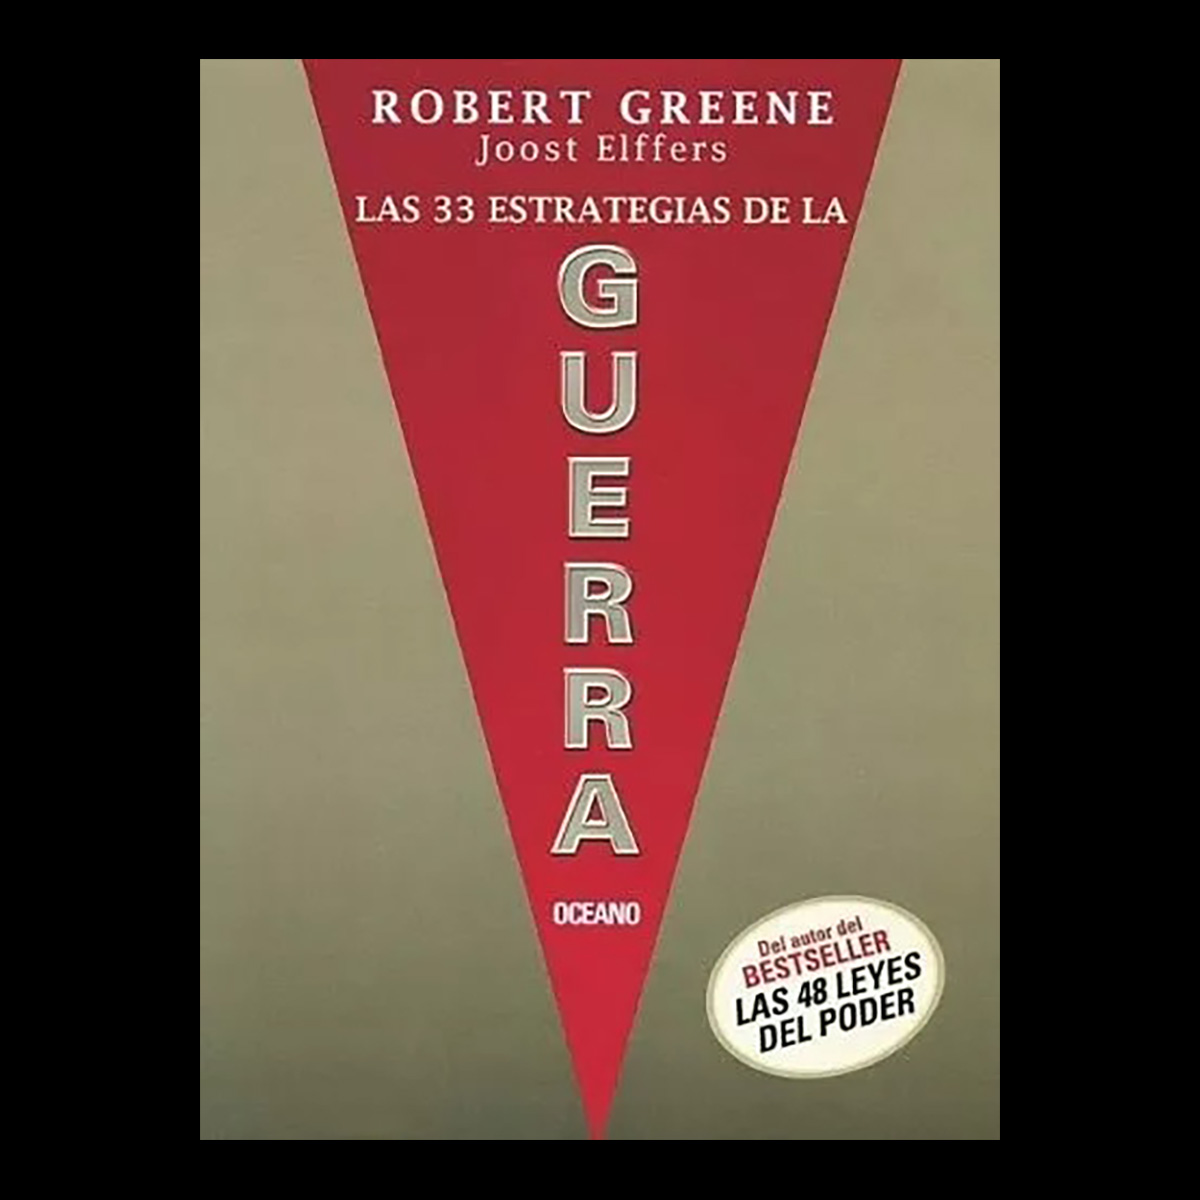 ROBERT GREENE
Joost Elffers
LAS 33 ESTRATEGIAS DE LA
GUERRA
OCEANO
Del autor del
BESTSELLER
LAS 48 LEYES
DEL PODER